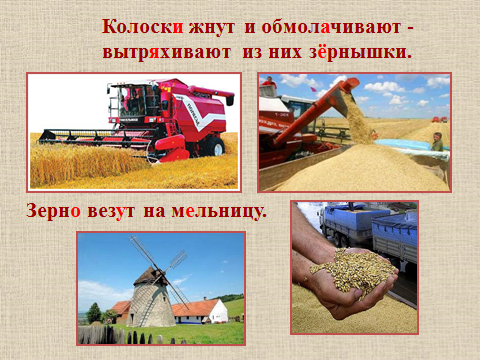 Колоски жнут и обмолачивают -
вытряхивают из них зёрнышки.
Зерно везут на мельницу.